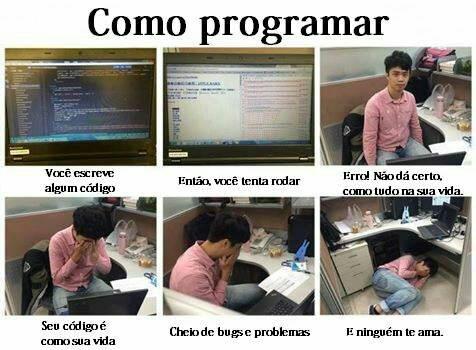 Como programar
Você escreve
algum código
Então, você tenta rodar
Erro! Não dá certo,
como tudo na sua vida.
Seu código é
como sua vida
Cheio de bugs e problemas
E ninguém te ama.